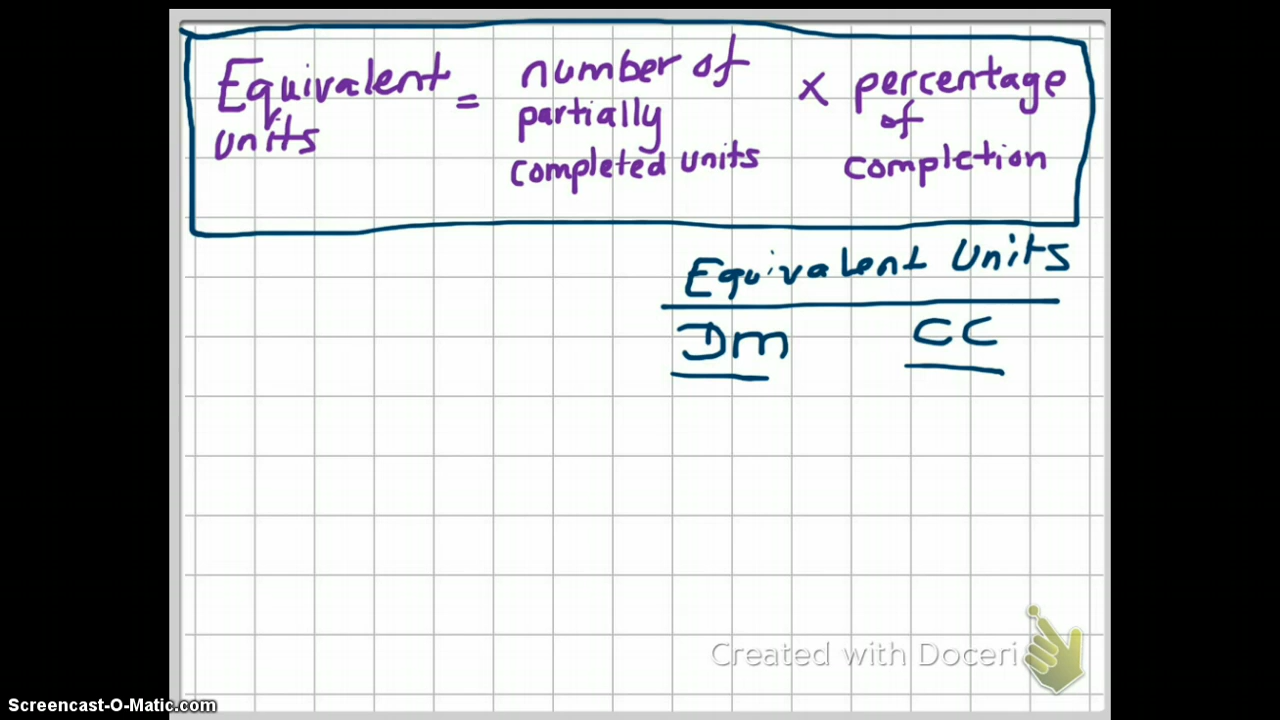 Equivalent units = number of partially completed units x percentage of completion
Equivalent Units
Dm CC
Created with Doceri
Screencast-O-Matic.com